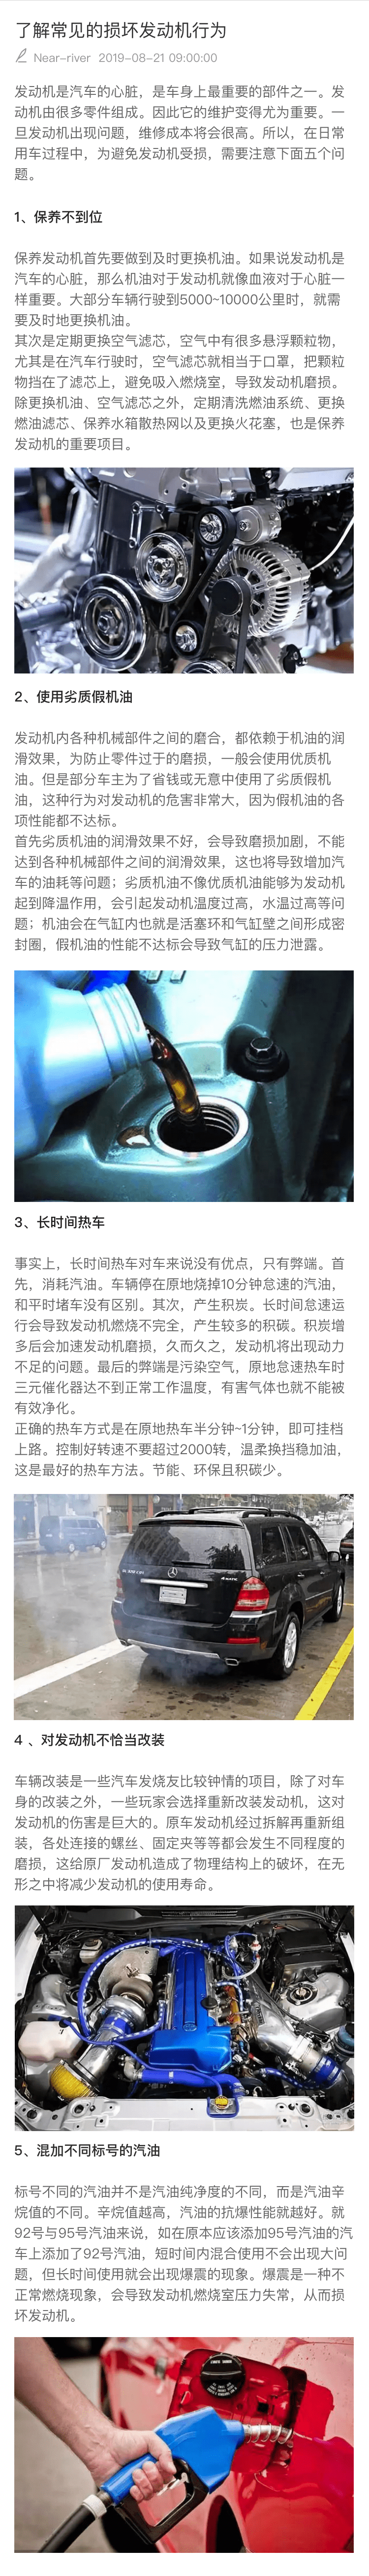 了解常见的损坏发动机行为
Near-river 2019-08-21 09:00:00
发动机是汽车的心脏，是车身上最重要的部件之一。发
动机由很多零件组成。因此它的维护变得尤为重要。一
旦发动机出现问题，维修成本将会很高。所以，在日常
用车过程中，为避免发动机受损，需要注意下面五个问
题。
1、保养不到位
保养发动机首先要做到及时更换机油。如果说发动机是
汽车的心脏，那么机油对于发动机就像血液对于心脏一
样重要。大部分车辆行驶到5000~10000公里时，就需
要及时地更换机油。
其次是定期更换空气滤芯，空气中有很多悬浮颗粒物，
尤其是在汽车行驶时，空气滤芯就相当于口罩，把颗粒
物挡在了滤芯上，避免吸入燃烧室，导致发动机磨损。
除更换机油、空气滤芯之外，定期清洗燃油系统、更换
燃油滤芯、保养水箱散热网以及更换火花塞，也是保养
发动机的重要项目。
2、使用劣质假机油
发动机内各种机械部件之间的磨合，都依赖于机油的润
滑效果，为防止零件过于的磨损，一般会使用优质机
油。但是部分车主为了省钱或无意中使用了劣质假机
油，这种行为对发动机的危害非常大，因为假机油的各
项性能都不达标。
首先劣质机油的润滑效果不好，会导致磨损加剧，不能
达到各种机械部件之间的润滑效果，这也将导致增加汽
车的油耗等问题；劣质机油不像优质机油能够为发动机
起到降温作用，会引起发动机温度过高，水温过高等问
题；机油会在气缸内也就是活塞环和气缸壁之间形成密
封圈，假机油的性能不达标会导致气缸的压力泄露。
3、长时间热车
事实上，长时间热车对车来说没有优点，只有弊端。首
先，消耗汽油。车辆停在原地烧掉10分钟怠速的汽油，
和平时堵车没有区别。其次，产生积炭。长时间怠速运
行会导致发动机燃烧不完全，产生较多的积碳。积炭增
多后会加速发动机磨损，久而久之，发动机将出现动力
不足的问题。最后的弊端是污染空气，原地怠速热车时
三元催化器达不到正常工作温度，有害气体也就不能被
有效净化。
正确的热车方式是在原地热车半分钟~1分钟，即可挂档
上路。控制好转速不要超过2000转，温柔换挡稳加油，
这是最好的热车方法。节能、环保且积碳少。
4 、对发动机不恰当改装
车辆改装是一些汽车发烧友比较钟情的项目，除了对车
身的改装之外，一些玩家会选择重新改装发动机，这对
发动机的伤害是巨大的。原车发动机经过拆解再重新组
装，各处连接的螺丝、固定夹等等都会发生不同程度的
磨损，这给原厂发动机造成了物理结构上的破坏，在无
形之中将减少发动机的使用寿命。
5、混加不同标号的汽油
标号不同的汽油并不是汽油纯净度的不同，而是汽油辛
烷值的不同。辛烷值越高，汽油的抗爆性能就越好。就
92号与95号汽油来说，如在原本应该添加95号汽油的汽
车上添加了92号汽油，短时间内混合使用不会出现大问
题，但长时间使用就会出现爆震的现象。爆震是一种不
正常燃烧现象，会导致发动机燃烧室压力失常，从而损
坏发动机。